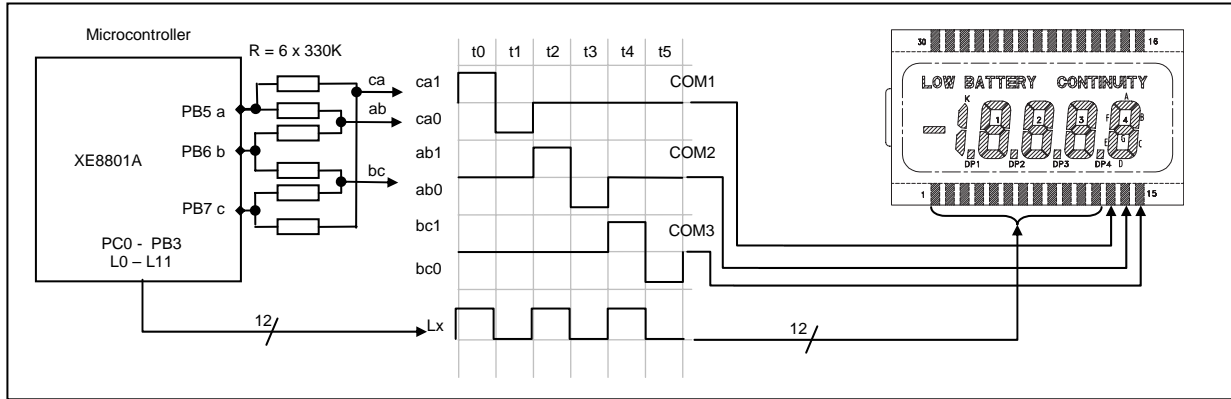 Microcontroller
R = 6 x 330K
PB5 a
PB6 b
XE8801A
PB7 c
PC0 - PB3
L0 – L11
12
ca
ab
bc
t0 t1 t2 t3 t4 t5
ca1
ca0
ab1
ab0
bc1
bc0
Lx
COM1
COM2
COM3
12
30
16
LOW BATTERY CONTINUITY
K
1
2
3
4
A
B
F
G
E
C
D
DP1
DP2
DP3
DP4
1
15